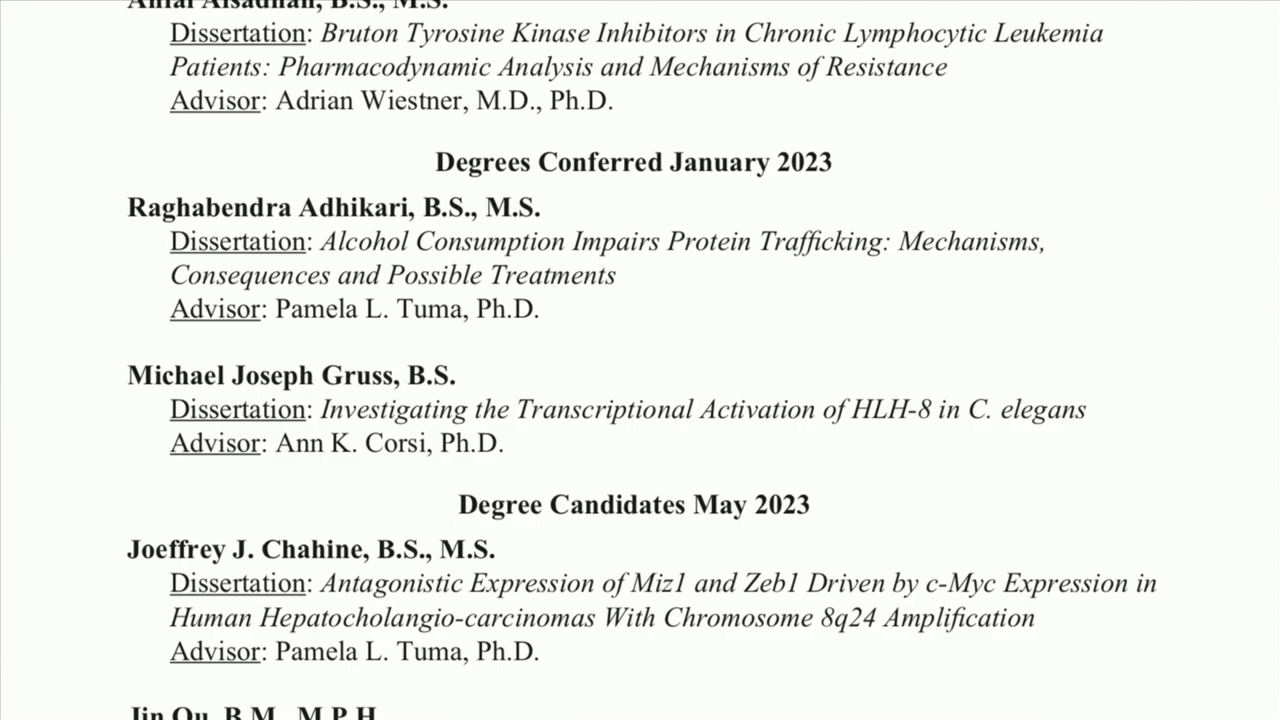 Alsadhan, B.S., M.S.
Dissertation: Bruton Tyrosine Kinase Inhibitors in Chronic Lymphocytic Leukemia
Patients: Pharmacodynamic Analysis and Mechanisms of Resistance
Advisor: Adrian Wiestner, M.D., Ph.D.
Degrees Conferred January 2023
Raghabendra Adhikari, B.S., M.S.
Dissertation: Alcohol Consumption Impairs Protein Trafficking: Mechanisms,
Consequences and Possible Treatments
Advisor: Pamela L. Tuma, Ph.D.
Michael Joseph Gruss, B.S.
Dissertation: Investigating the Transcriptional Activation of HLH-8 in C. elegans
Advisor: Ann K. Corsi, Ph.D.
Degree Candidates May 2023
Joeffrey J. Chahine, B.S., M.S.
Dissertation: Antagonistic Expression of Miz1 and Zeb1 Driven by c-Myc Expression in
Human Hepatocholangio-carcinomas With Chromosome 8q24 Amplification
Advisor: Pamela L. Tuma, Ph.D.
Jin Qu, B.M., M.P.H.